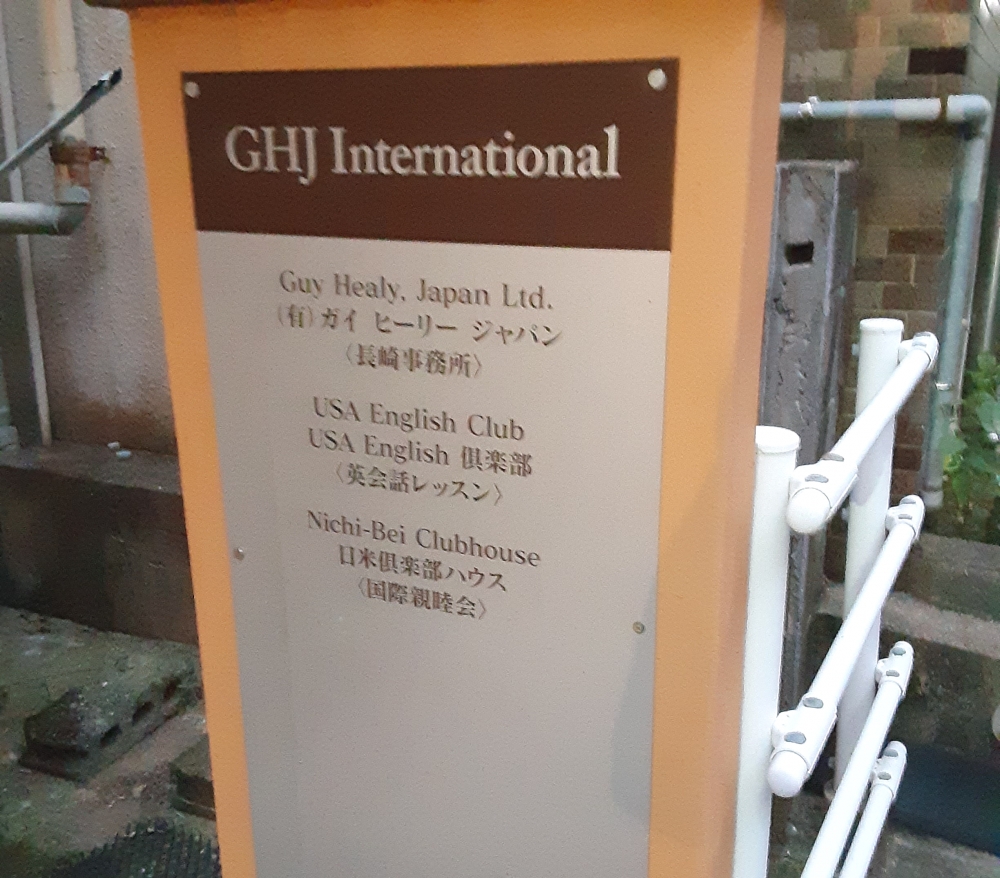 GHJ International
Guy Healy, Japan Ltd.
(有)ガイ ヒーリー ジャパン
〈長崎事務所〉
USA English Club
USA English 倶楽部
〈英会話レッスン〉
Nichi-Bei Clubhouse
日米倶楽部ハウス
〈国際親睦会〉